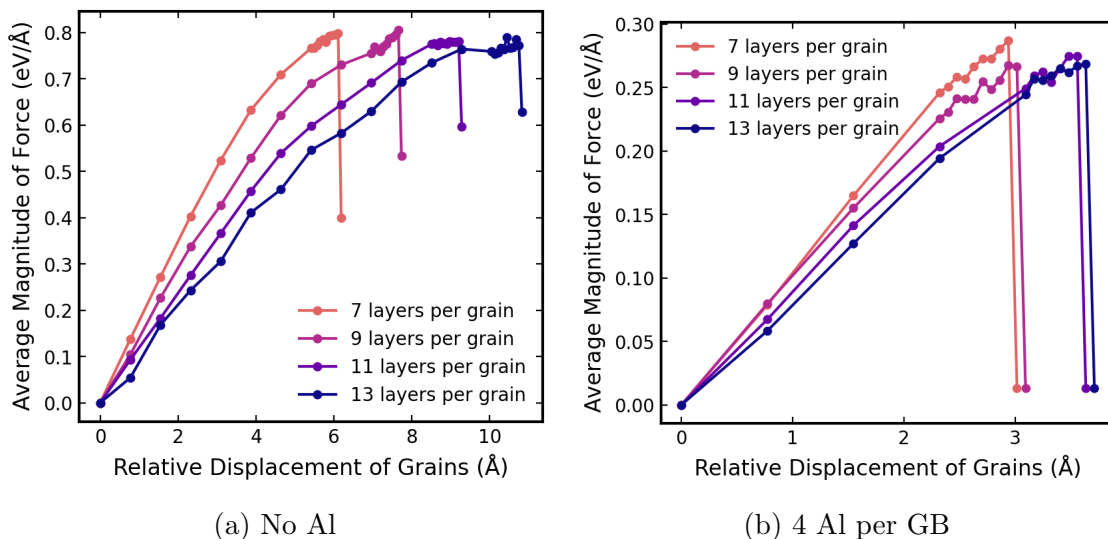 Average Magnitude of Force (eV/Å)
0.8
0.7
0.6
0.5
0.4
0.3
0.2
0.1
0.0
7 layers per grain
9 layers per grain
11 layers per grain
13 layers per grain
0 2 4 6 8 10
Relative Displacement of Grains (Å)
(a) No Al
Average Magnitude of Force (eV/Å)
0.30
0.25
0.20
0.15
0.10
0.05
0.00
7 layers per grain
9 layers per grain
11 layers per grain
13 layers per grain
0 1 2 3
Relative Displacement of Grains (Å)
(b) 4 Al per GB